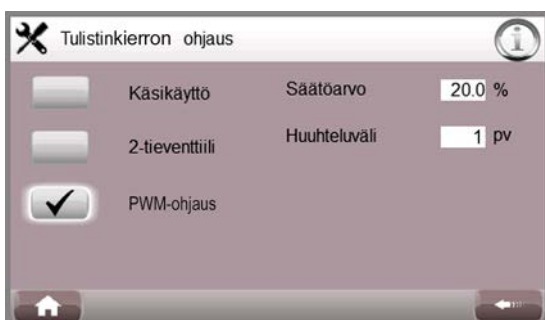 Tulistinkierron ohjaus
Käsikäyttö Säätöarvo 20.0 %
2-tieventtiili Huuhteluväli 1 pv
PWM-ohjaus